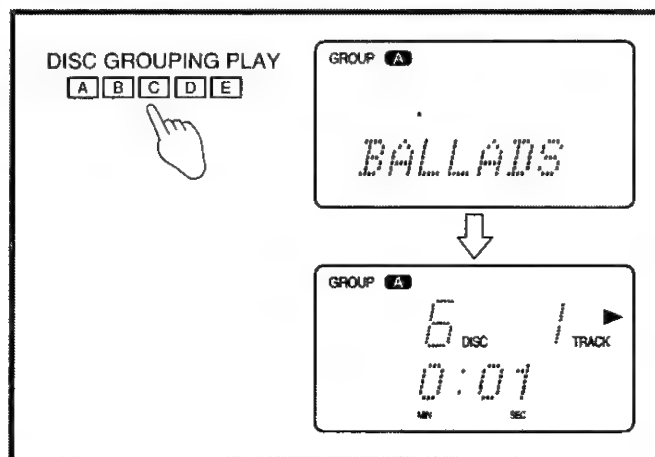 DISC GROUPING PLAY
A B C D E
GROUP A
BALLADS
GROUP A
6 DISC 1 TRACK
0:01
MIN SEC